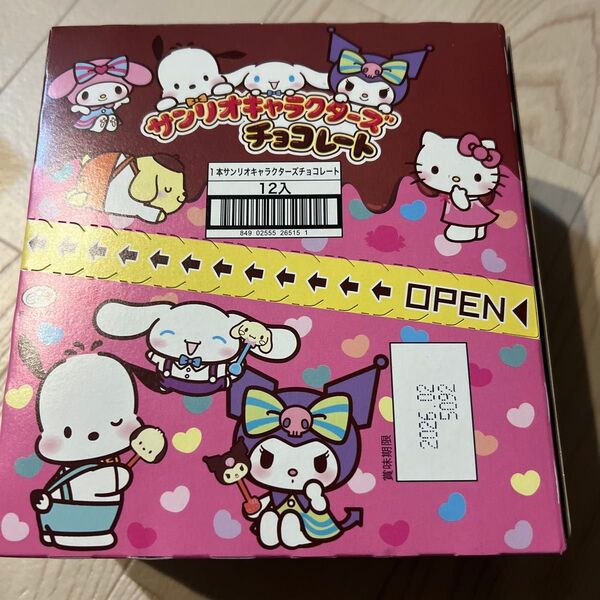 サンリオキャラクターズ
チョコレート
1本サンリオキャラクターズチョコレート
12入
849 02555 26515 1
OPEN
賞味期限
2026.02
5092